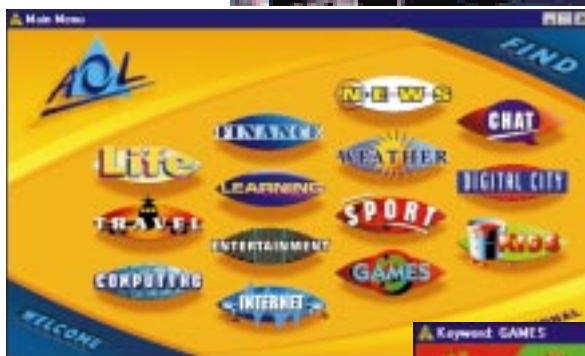 Main Menu
FIND
AOL
NEWS
CHAT
FINANCE
Life
WEATHER
DIGITAL CITY
LEARNING
TRAVEL
SPORT
KIDS
ENTERTAINMENT
COMPUTING
GAMES
INTERNET
WELCOME
Keyword: GAMES